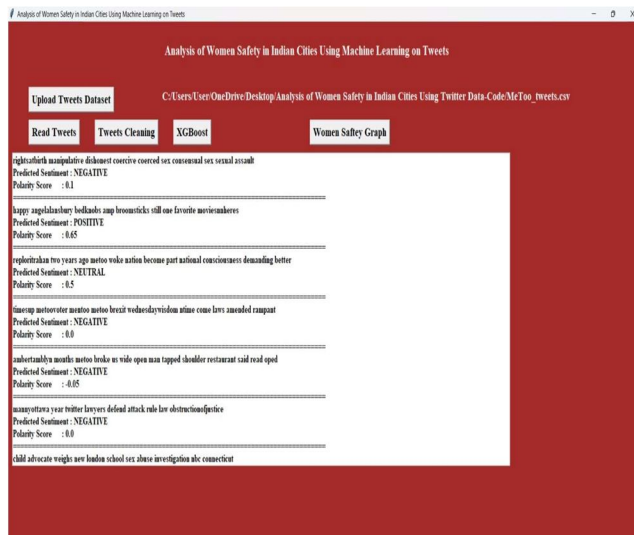 Analysis of Women Safety in Indian Cities Using Machine Learning on Tweets
Analysis of Women Safety in Indian Cities Using Machine Learning on Tweets
Upload Tweets Dataset
C:/Users/User/OneDrive/Desktop/Analysis of Women Safety in Indian Cities Using Twitter Data-Code/MeToo_tweets.csv
Read Tweets
Tweets Cleaning
XGBoost
Women Saftey Graph
rightsatbirth manipulative dishonest coercive coerced sex consensual sex sexual assault
Predicted Sentiment : NEGATIVE
Polarity Score : 0.1
happy angelalansbury bedknobs amp broomsticks still one favorite moviesnnheres
Predicted Sentiment : POSITIVE
Polarity Score : 0.65
reploritrahan two years ago metoo woke nation become part national consciousness demanding better
Predicted Sentiment : NEUTRAL
Polarity Score : 0.5
timesup metoovoter mentoo metoo brexit wednesdaywisdom ntime come laws amended rampant
Predicted Sentiment : NEGATIVE
Polarity Score : 0.0
ambertamblyn months metoo broke us wide open man tapped shoulder restaurant said read oped
Predicted Sentiment : NEGATIVE
Polarity Score : -0.05
mannyottawa year twitter lawyers defend attack rule law obstructionofjustice
Predicted Sentiment : NEGATIVE
Polarity Score : 0.0
child advocate weighs new london school sex abuse investigation nbc connecticut